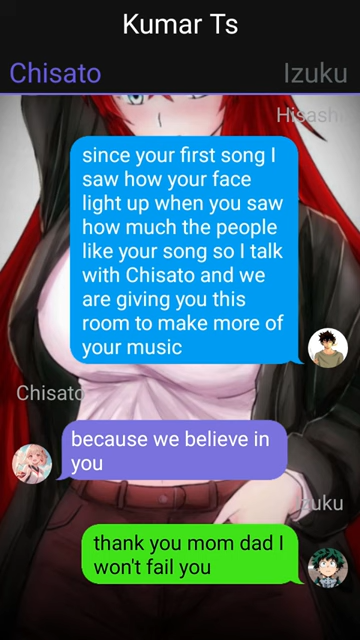 Kumar Ts
Chisato Izuku
Hisashi
since your first song I
saw how your face
light up when you saw
how much the people
like your song so I talk
with Chisato and we
are giving you this
room to make more of
your music
Chisato
because we believe in
you
Izuku
thank you mom dad I
won't fail you